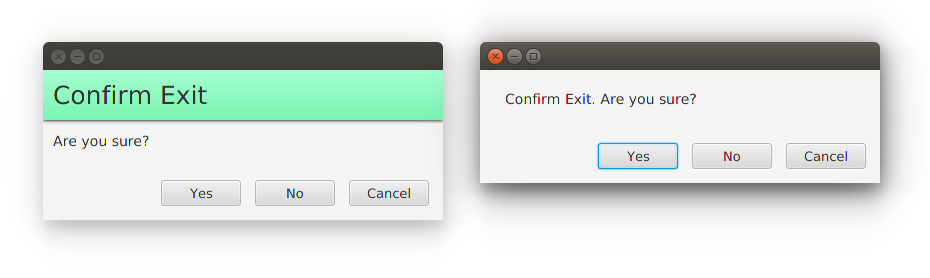 Confirm Exit
Are you sure?
Yes No Cancel
Confirm Exit. Are you sure?
Yes No Cancel